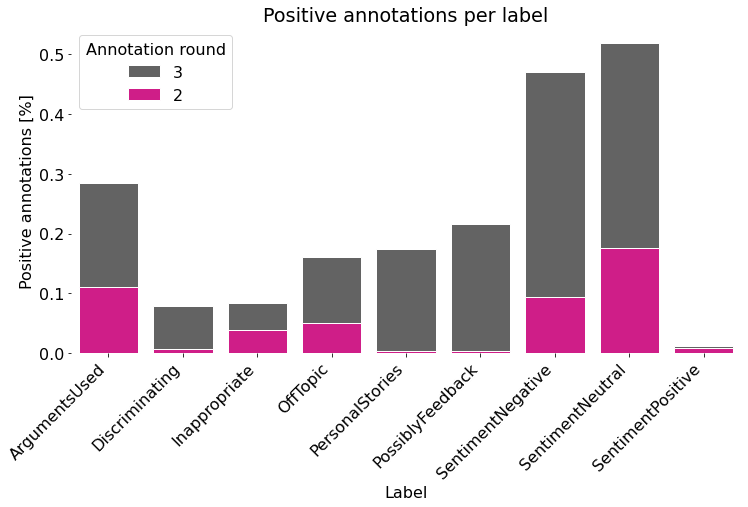 Positive annotations per label
Annotation round
3
2
Positive annotations [%]
0.5
0.4
0.3
0.2
0.1
0.0
ArgumentsUsed
Discriminating
Inappropriate
OffTopic
PersonalStories
PossiblyFeedback
SentimentNegative
SentimentNeutral
SentimentPositive
Label